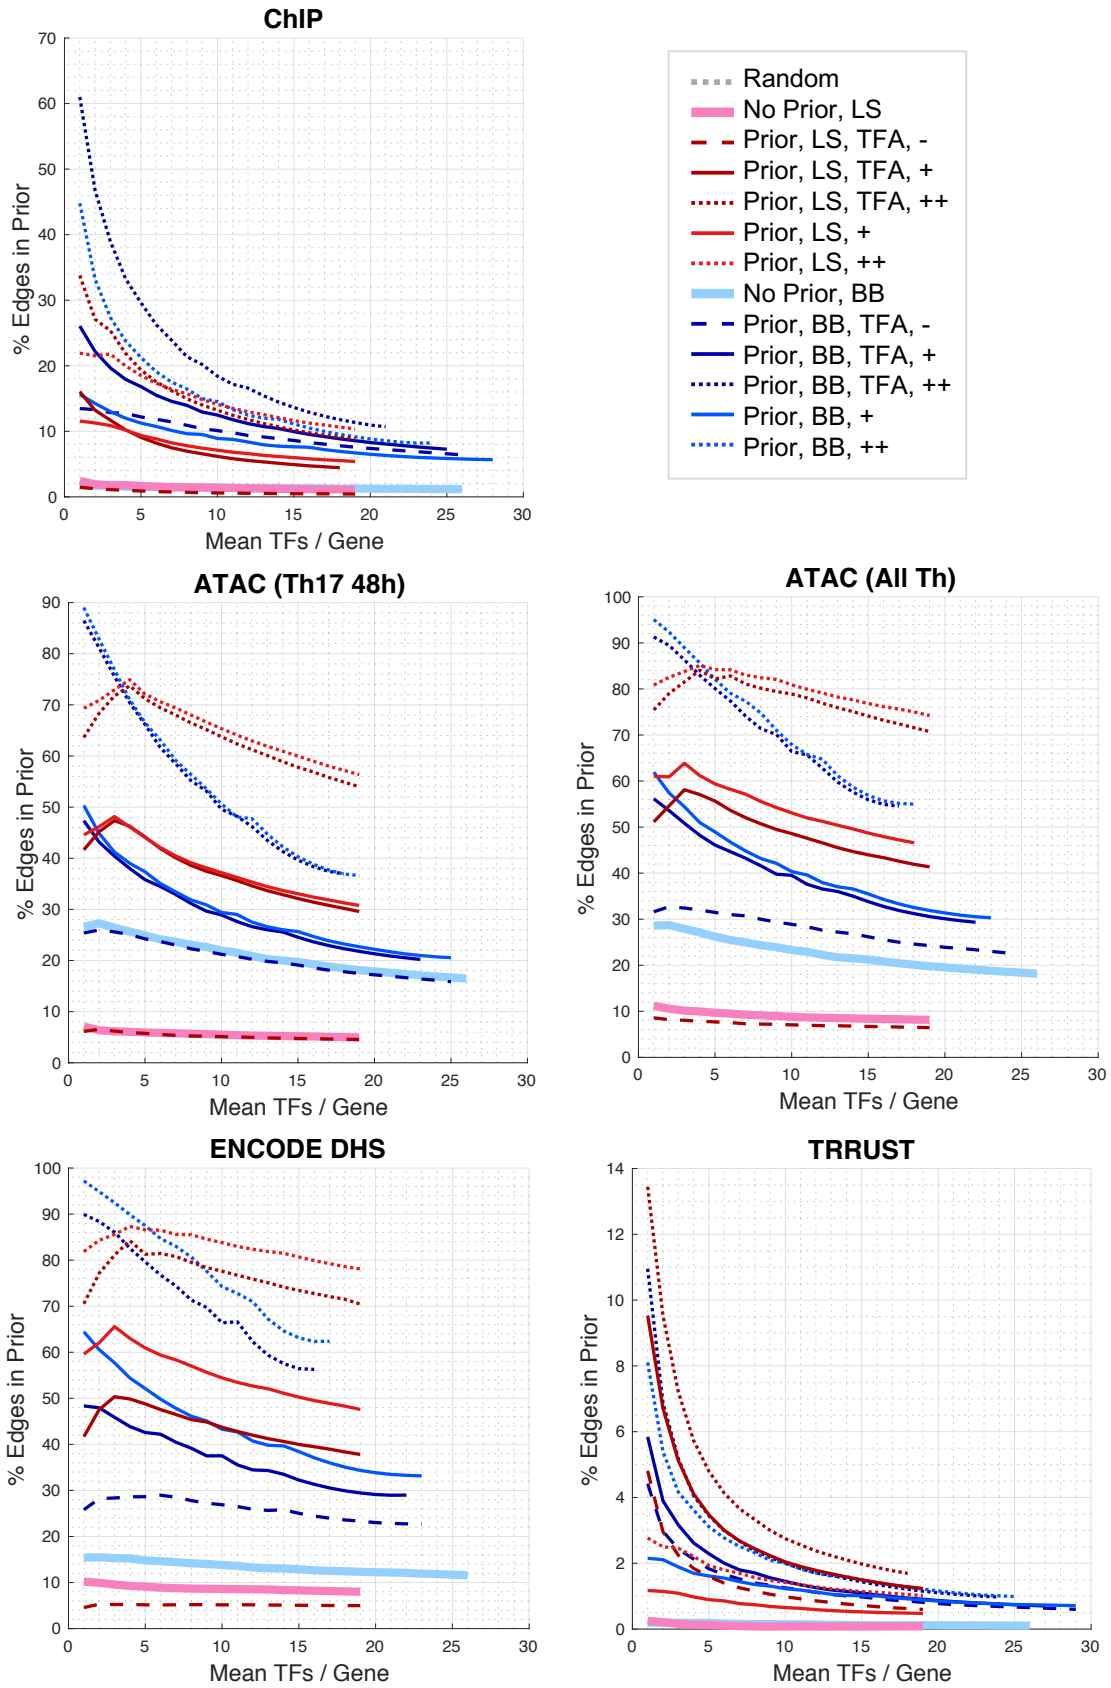 ChIP
70
60
50
40
30
20
10
0
% Edges in Prior
0 5 10 15 20 25 30
Mean TFs / Gene
Random
No Prior, LS
Prior, LS, TFA, -
Prior, LS, TFA, +
Prior, LS, TFA, ++
Prior, LS, +
Prior, LS, ++
No Prior, BB
Prior, BB, TFA, -
Prior, BB, TFA, +
Prior, BB, TFA, ++
Prior, BB, +
Prior, BB, ++
ATAC (Th17 48h)
90
80
70
60
50
40
30
20
10
0
% Edges in Prior
0 5 10 15 20 25 30
Mean TFs / Gene
ATAC (All Th)
100
90
80
70
60
50
40
30
20
10
0
% Edges in Prior
0 5 10 15 20 25 30
Mean TFs / Gene
ENCODE DHS
100
90
80
70
60
50
40
30
20
10
0
% Edges in Prior
0 5 10 15 20 25 30
Mean TFs / Gene
TRRUST
14
12
10
8
6
4
2
0
% Edges in Prior
0 5 10 15 20 25 30
Mean TFs / Gene